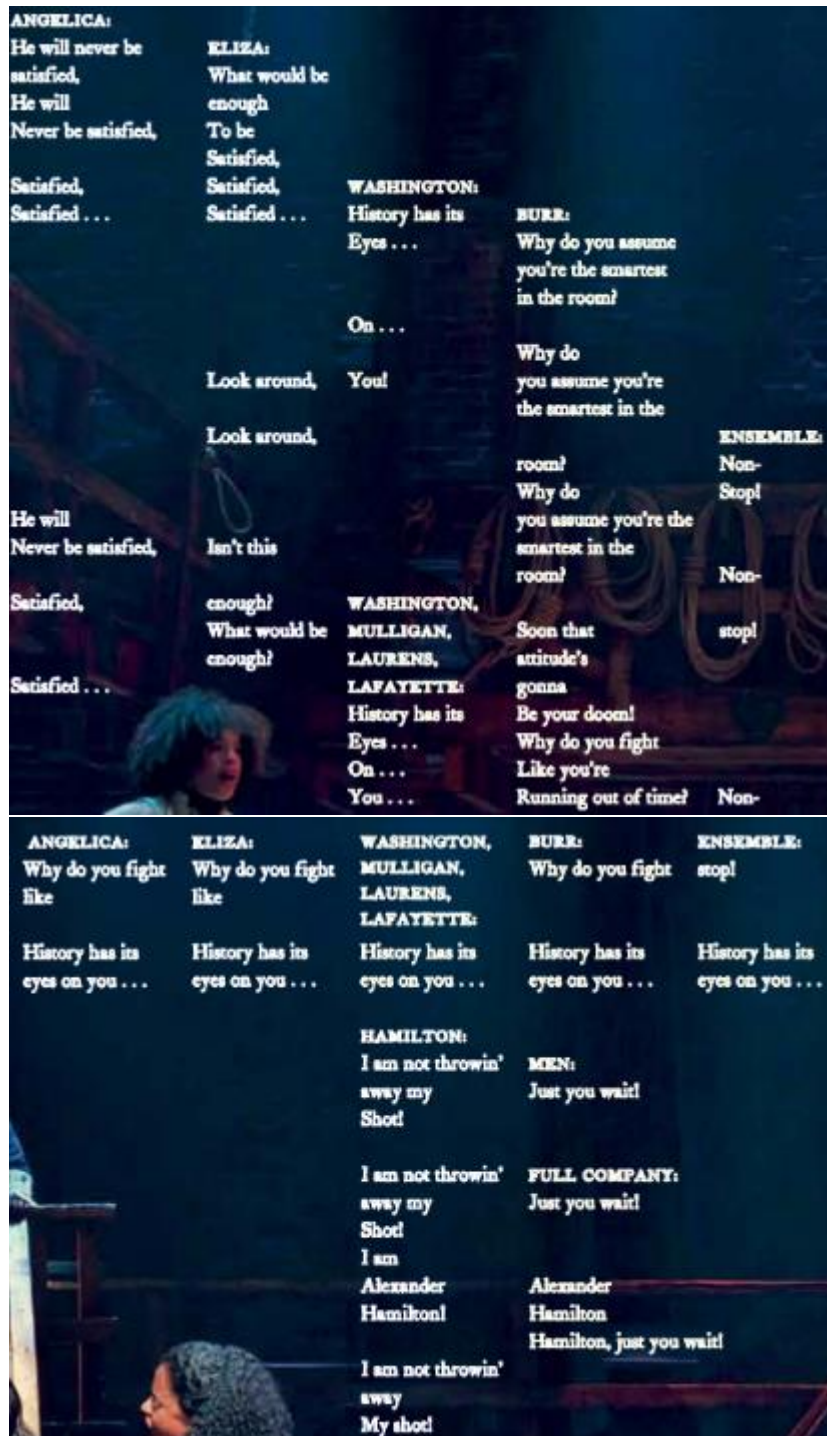 ANGELICA:
He will never be ELIZA:
satisfied, What would be
He will enough
Never be satisfied, To be
Satisfied,
Satisfied, Satisfied, WASHINGTON:
Satisfied . . . Satisfied . . . History has its BURR:
Eyes . . . Why do you assume
you're the smartest
in the room?
On . . .
Why do
Look around, You! you assume you're
the smartest in the
Look around, ENSEMBLE:
room? Non-
Why do Stop!
He will you assume you're the
Never be satisfied, Isn't this smartest in the
room? Non-
Satisfied, enough? WASHINGTON,
What would be MULLIGAN, Soon that stop!
enough? LAURENS, attitude's
Satisfied . . . LAFAYETTE: gonna
History has its Be your doom!
Eyes . . . Why do you fight
On . . . Like you're
You . . . Running out of time? Non-
ANGELICA: ELIZA: WASHINGTON, BURR: ENSEMBLE:
Why do you fight Why do you fight MULLIGAN, Why do you fight stop!
like like LAURENS,
LAFAYETTE:
History has its History has its History has its History has its History has its
eyes on you . . . eyes on you . . . eyes on you . . . eyes on you . . . eyes on you . . .
HAMILTON:
I am not throwin' MEN:
away my Just you wait!
Shot!
I am not throwin' FULL COMPANY:
away my Just you wait!
Shot!
I am
Alexander Alexander
Hamilton! Hamilton
Hamilton, just you wait!
I am not throwin'
away
My shot!